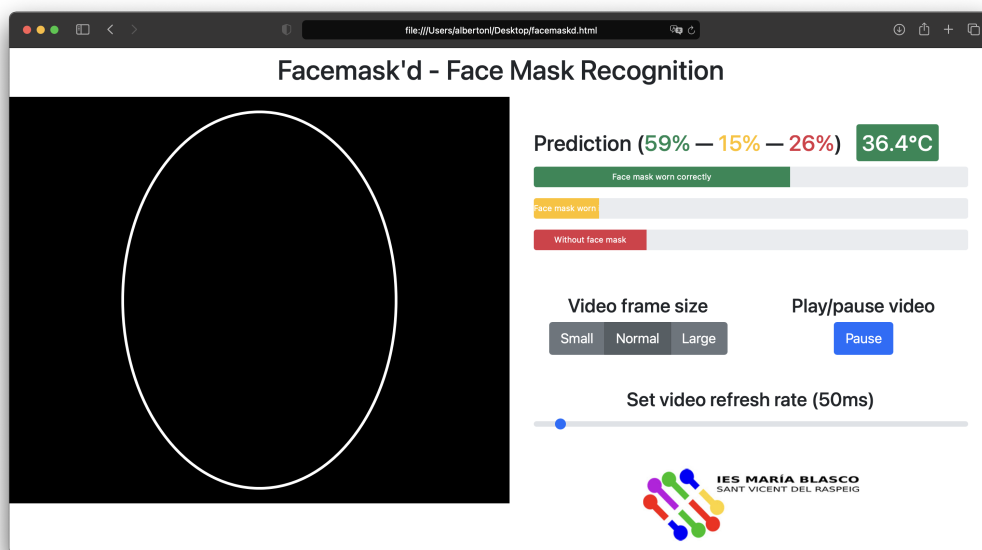 file:///Users/albertonl/Desktop/facemaskd.html
Facemask'd - Face Mask Recognition
Prediction (59% — 15% — 26%) 36.4°C
Face mask worn correctly
Face mask worn
Without face mask
Video frame size
Play/pause video
Small Normal Large
Pause
Set video refresh rate (50ms)
IES MARÍA BLASCO
SANT VICENT DEL RASPEIG